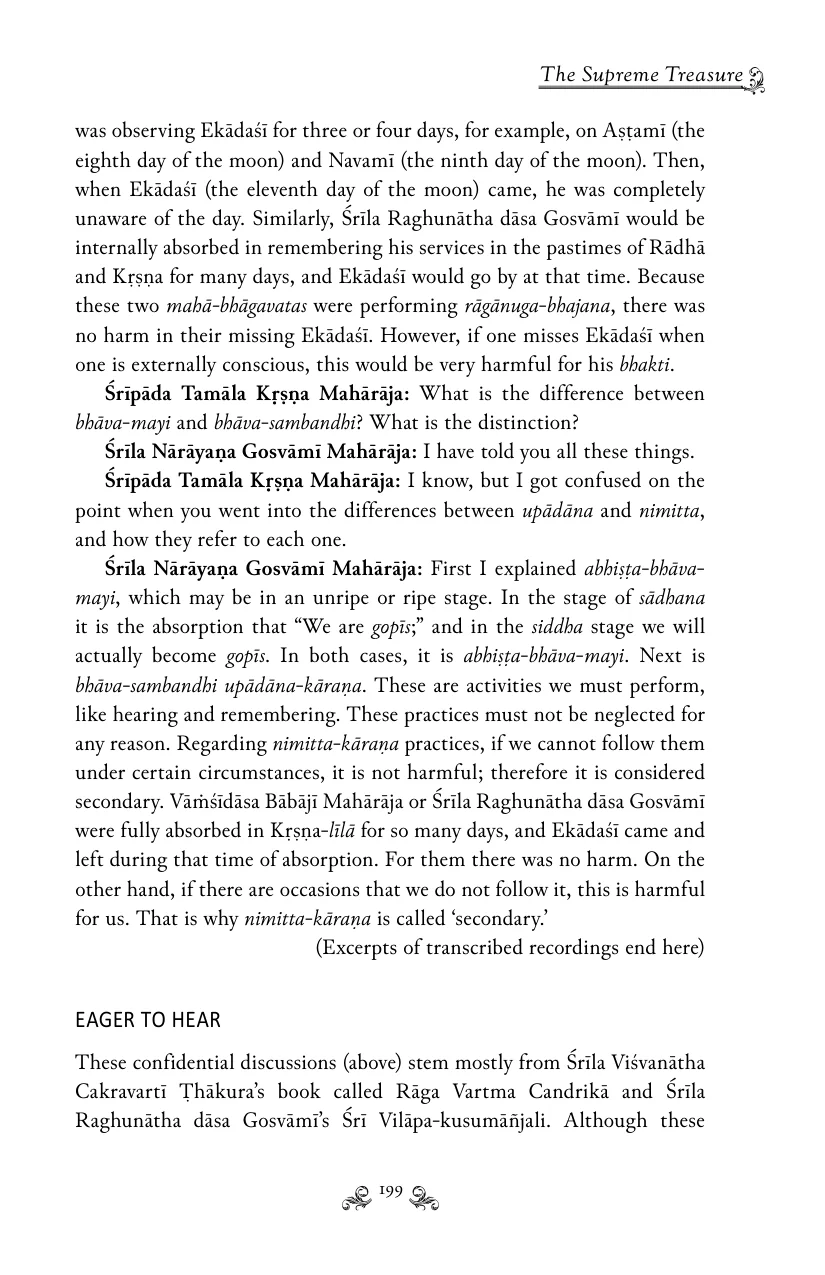 The Supreme Treasure
was observing Ekādaśī for three or four days, for example, on Aṣṭamī (the
eighth day of the moon) and Navamī (the ninth day of the moon). Then,
when Ekādaśī (the eleventh day of the moon) came, he was completely
unaware of the day. Similarly, Śrīla Raghunātha dāsa Gosvāmī would be
internally absorbed in remembering his services in the pastimes of Rādhā
and Kṛṣṇa for many days, and Ekādaśī would go by at that time. Because
these two mahā-bhāgavatas were performing rāgānuga-bhajana, there was
no harm in their missing Ekādaśī. However, if one misses Ekādaśī when
one is externally conscious, this would be very harmful for his bhakti.
Śrīpāda Tamāla Kṛṣṇa Mahārāja: What is the difference between
bhāva-mayi and bhāva-sambandhi? What is the distinction?
Śrīla Nārāyaṇa Gosvāmī Mahārāja: I have told you all these things.
Śrīpāda Tamāla Kṛṣṇa Mahārāja: I know, but I got confused on the
point when you went into the differences between upādāna and nimitta,
and how they refer to each one.
Śrīla Nārāyaṇa Gosvāmī Mahārāja: First I explained abhiṣṭa-bhāva-
mayi, which may be in an unripe or ripe stage. In the stage of sādhana
it is the absorption that “We are gopīs;” and in the siddha stage we will
actually become gopīs. In both cases, it is abhiṣṭa-bhāva-mayi. Next is
bhāva-sambandhi upādāna-kāraṇa. These are activities we must perform,
like hearing and remembering. These practices must not be neglected for
any reason. Regarding nimitta-kāraṇa practices, if we cannot follow them
under certain circumstances, it is not harmful; therefore it is considered
secondary. Vāṁśīdāsa Bābājī Mahārāja or Śrīla Raghunātha dāsa Gosvāmī
were fully absorbed in Kṛṣṇa-līlā for so many days, and Ekādaśī came and
left during that time of absorption. For them there was no harm. On the
other hand, if there are occasions that we do not follow it, this is harmful
for us. That is why nimitta-kāraṇa is called ‘secondary.’
(Excerpts of transcribed recordings end here)
EAGER TO HEAR
These confidential discussions (above) stem mostly from Śrīla Viśvanātha
Cakravartī Ṭhākura’s book called Rāga Vartma Candrikā and Śrīla
Raghunātha dāsa Gosvāmī’s Śrī Vilāpa-kusumāñjali. Although these
199